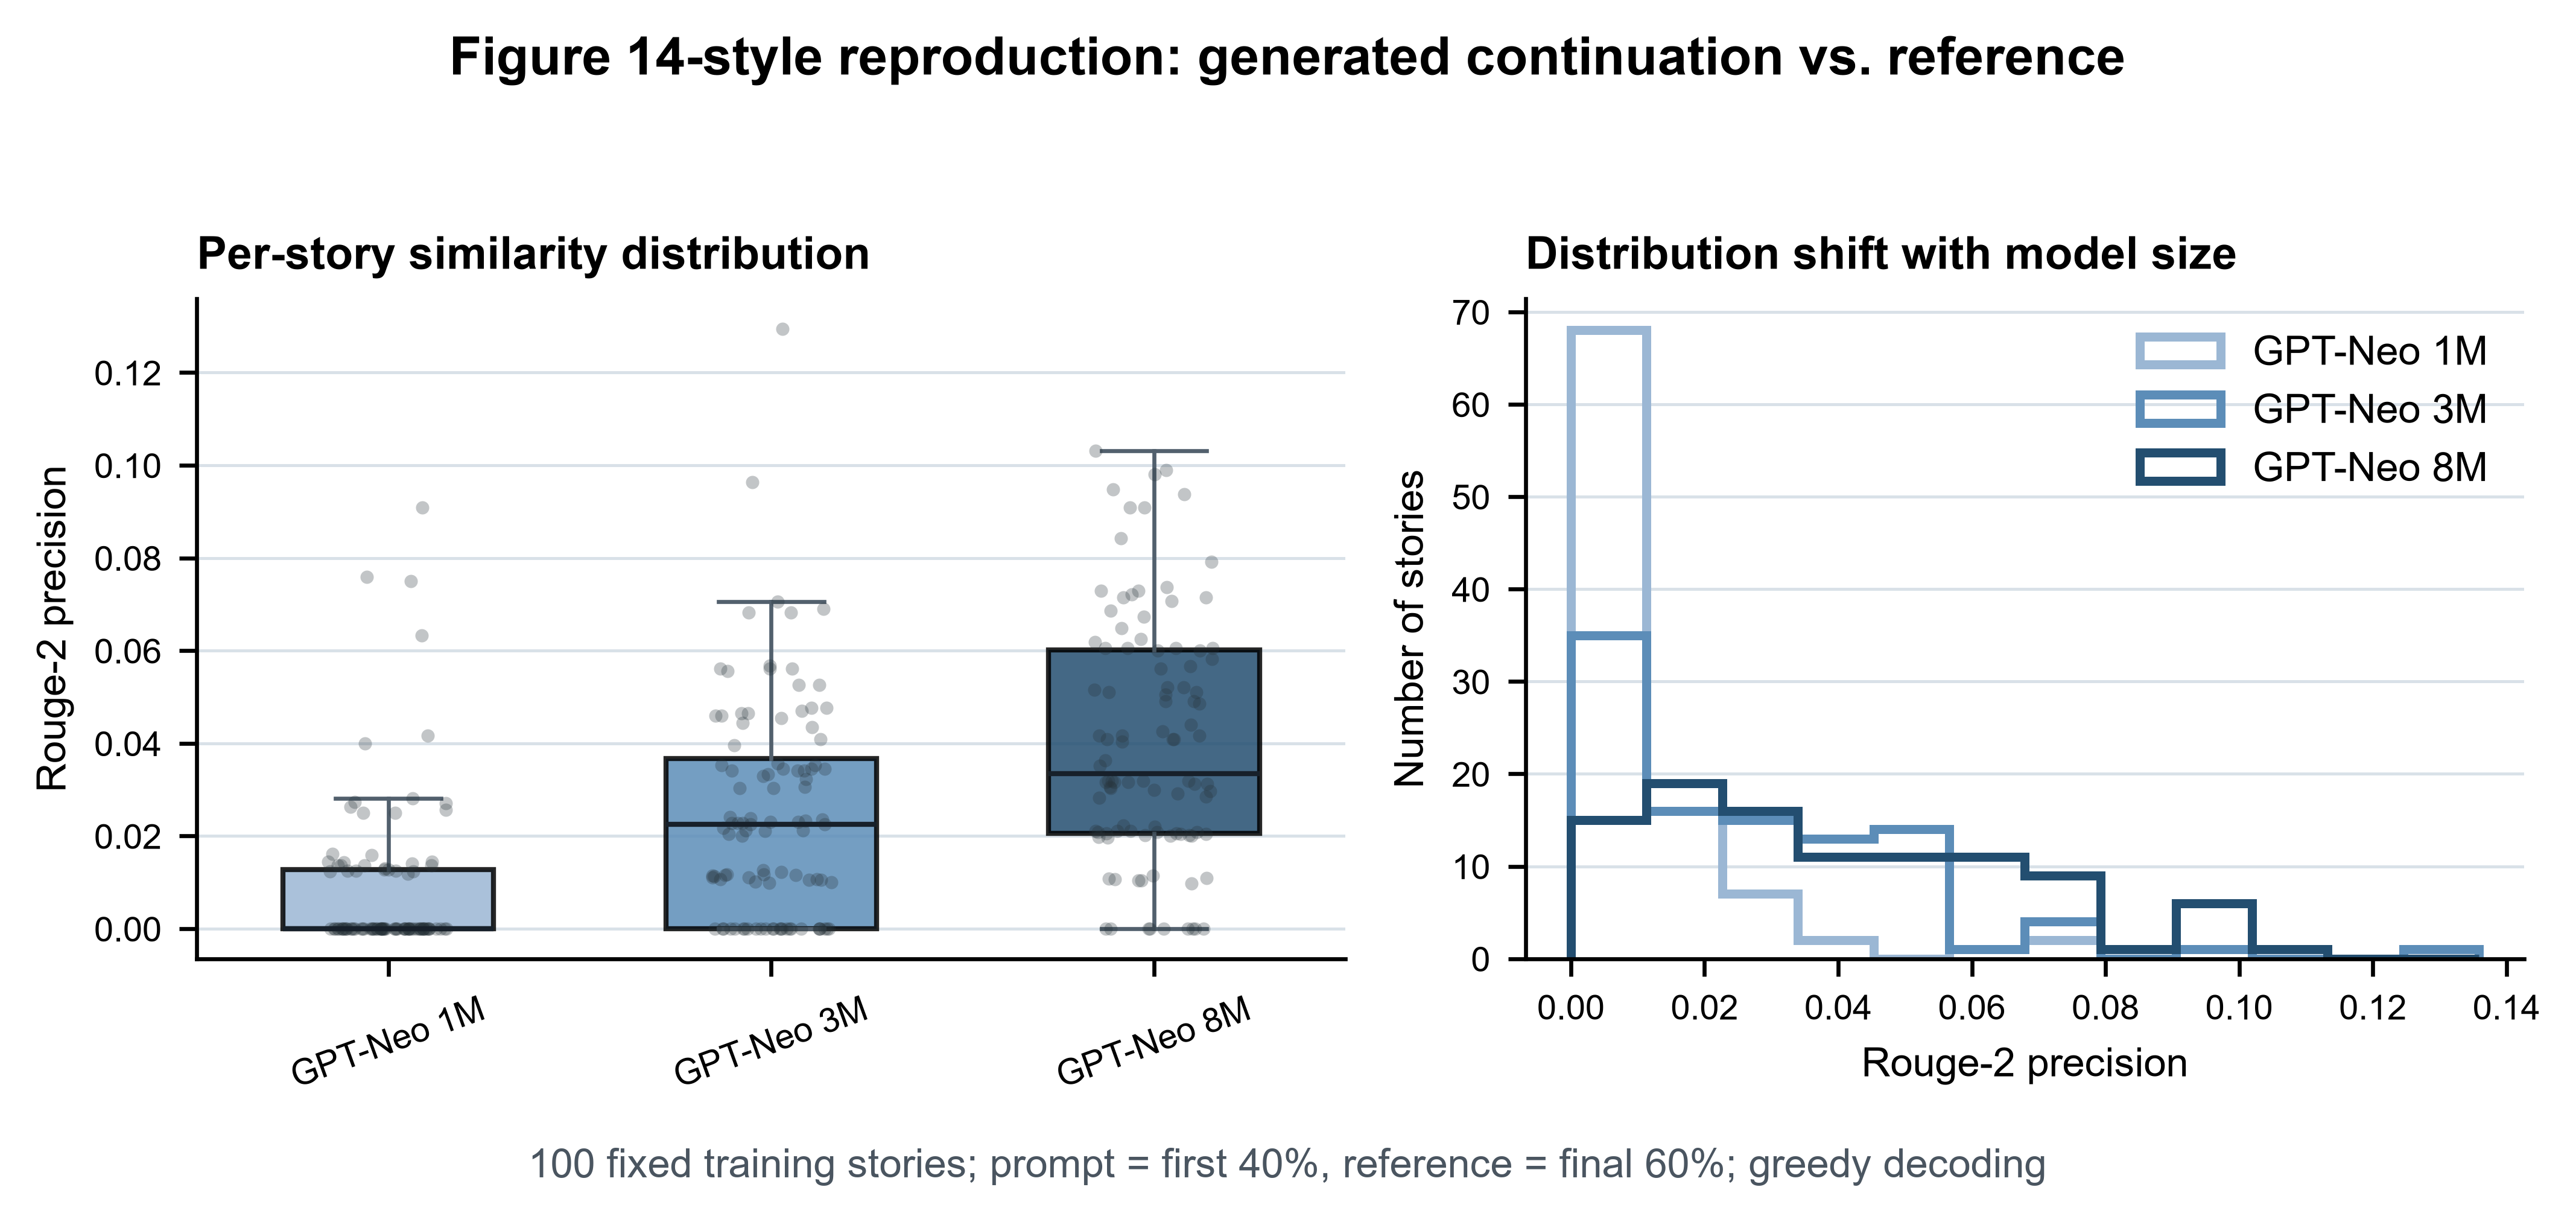 Figure 14-style reproduction: generated continuation vs. reference
Per-story similarity distribution
Rouge-2 precision
0.12
0.10
0.08
0.06
0.04
0.02
0.00
GPT-Neo 1M
GPT-Neo 3M
GPT-Neo 8M
Distribution shift with model size
Number of stories
70
60
50
40
30
20
10
0
GPT-Neo 1M
GPT-Neo 3M
GPT-Neo 8M
0.00
0.02
0.04
0.06
0.08
0.10
0.12
0.14
Rouge-2 precision
100 fixed training stories; prompt = first 40%, reference = final 60%; greedy decoding